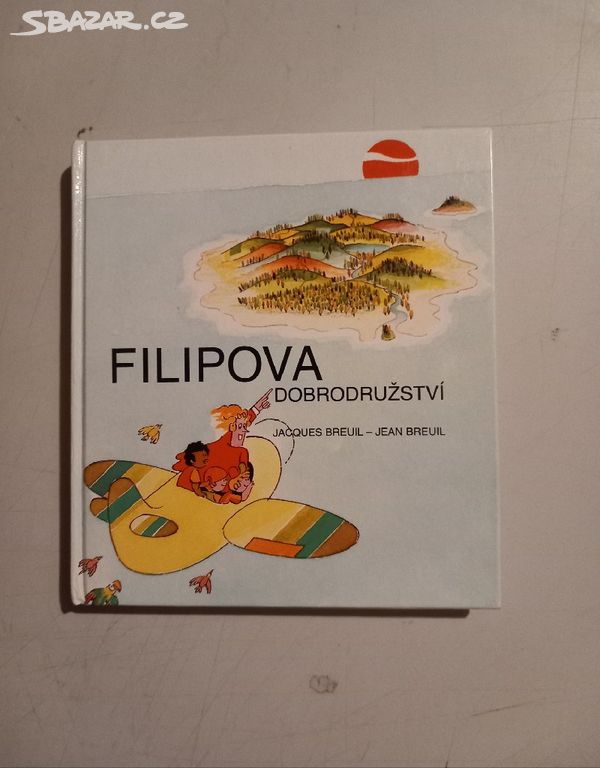 SBAZAR.CZ
FILIPOVA
DOBRODRUŽSTVÍ
JACQUES BREUIL – JEAN BREUIL